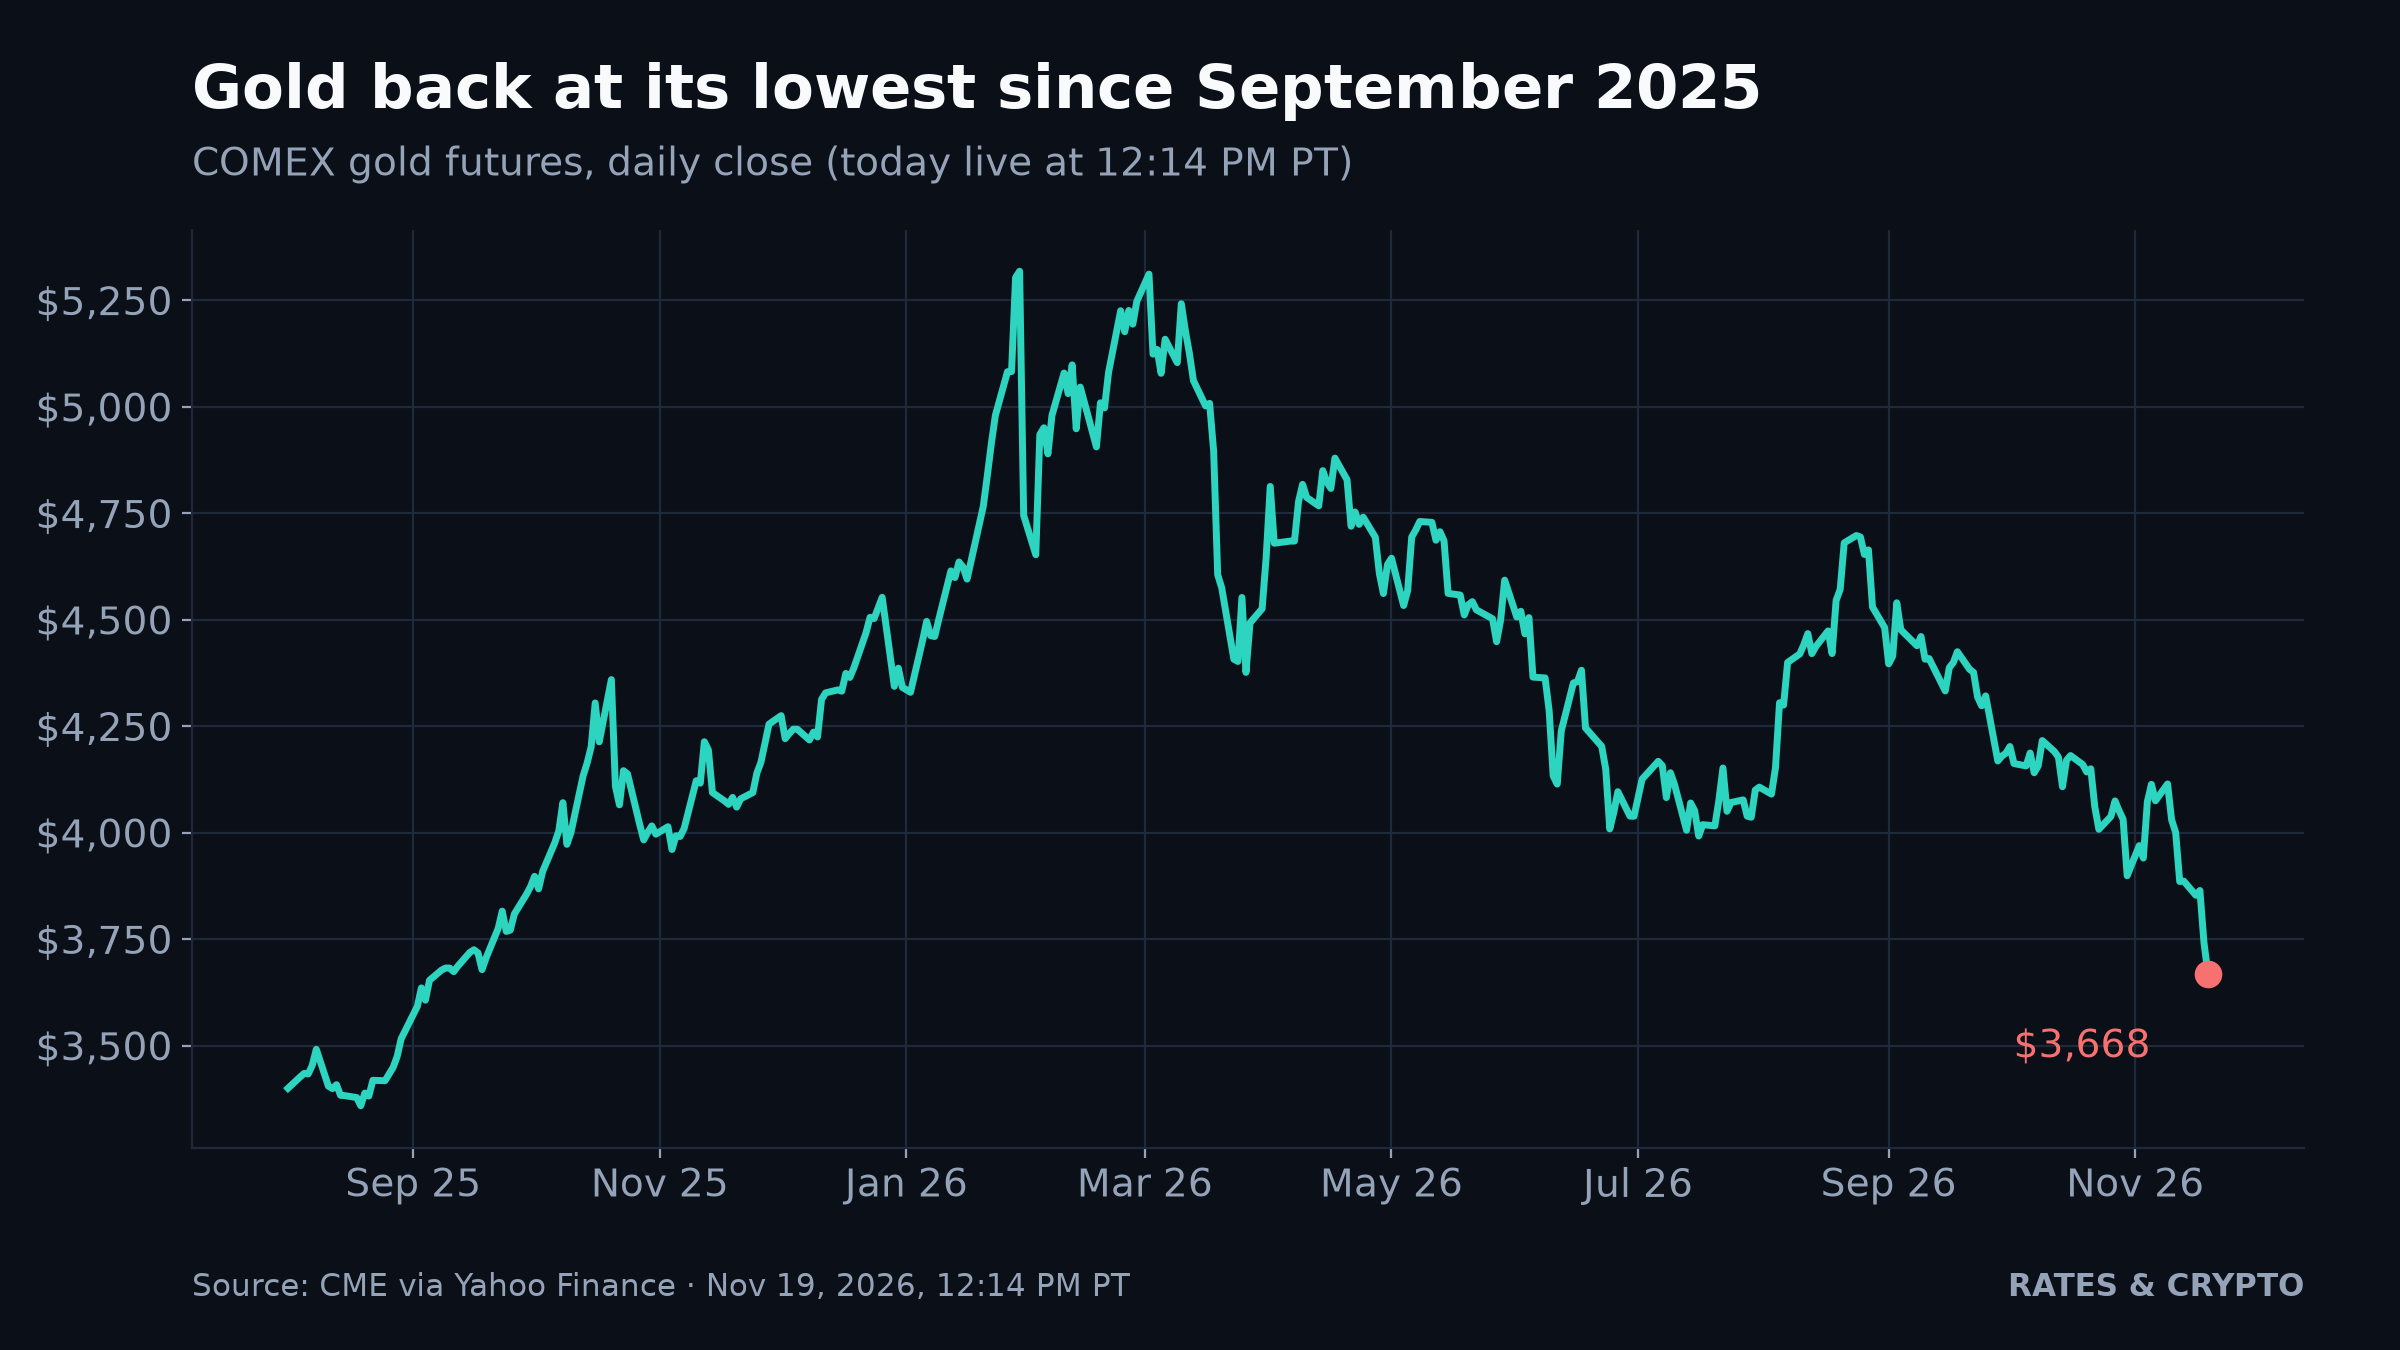 Gold back at its lowest since September 2025
COMEX gold futures, daily close (today live at 12:14 PM PT)
$5,250
$5,000
$4,750
$4,500
$4,250
$4,000
$3,750
$3,500
$3,668
Sep 25
Nov 25
Jan 26
Mar 26
May 26
Jul 26
Sep 26
Nov 26
Source: CME via Yahoo Finance · Nov 19, 2026, 12:14 PM PT
RATES & CRYPTO